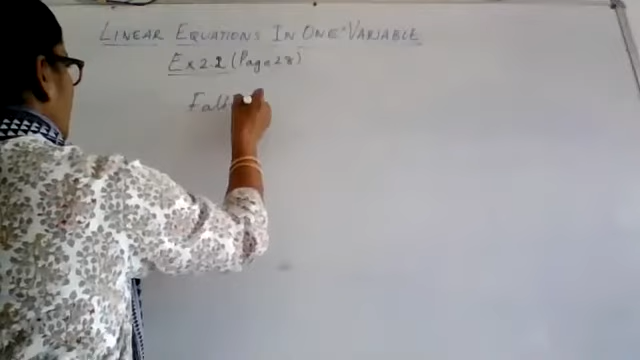 LINEAR EQUATIONS IN ONE VARIABLE
Ex 2.2 (Page 28)